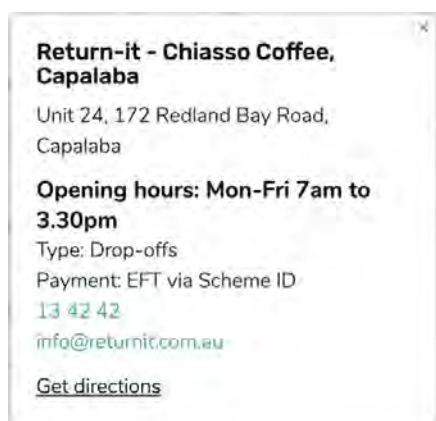 Return-it - Chiasso Coffee,
Capalaba
Unit 24, 172 Redland Bay Road,
Capalaba
Opening hours: Mon-Fri 7am to
3.30pm
Type: Drop-offs
Payment: EFT via Scheme ID
13 42 42
info@returnit.com.au
Get directions